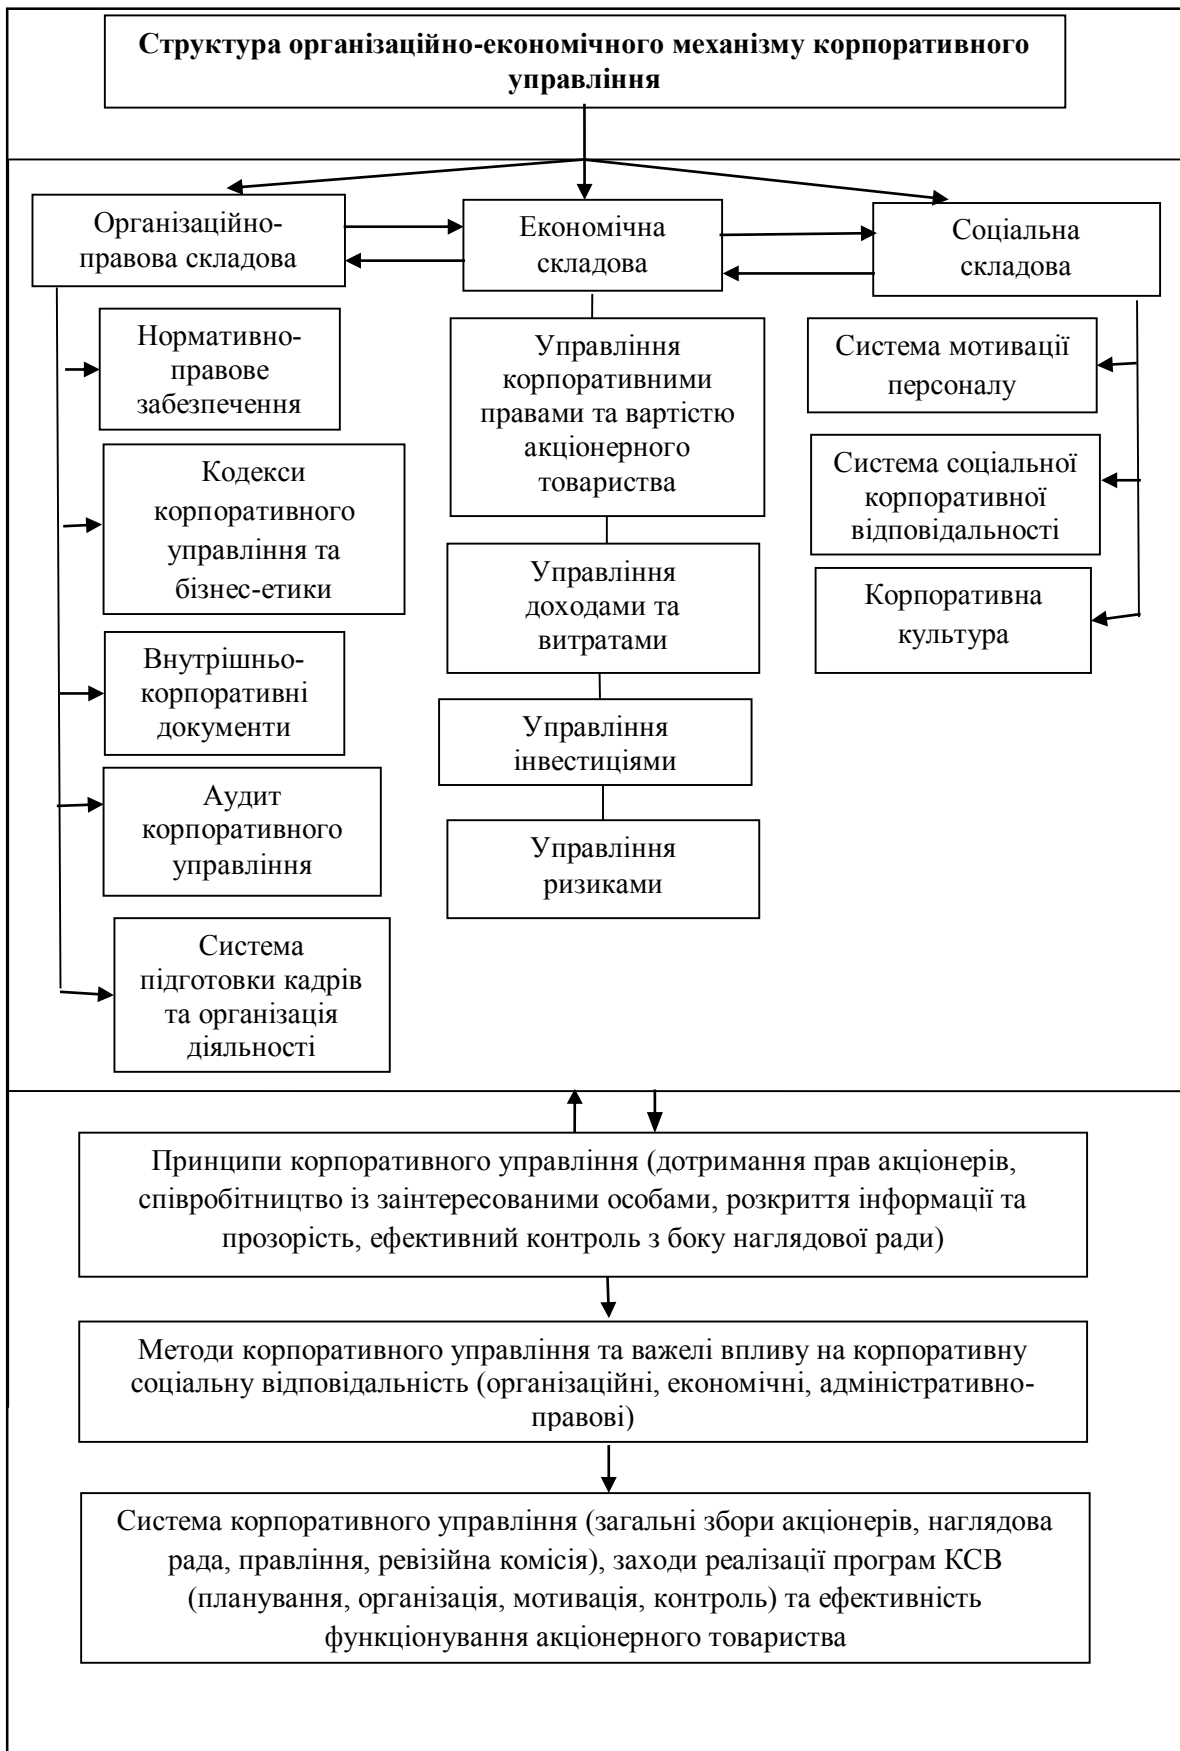 Структура організаційно-економічного механізму корпоративного
управління
Організаційно-
правова складова
Економічна
складова
Соціальна
складова
Нормативно-
правове
забезпечення
Кодекси
корпоративного
управління та
бізнес-етики
Внутрішньо-
корпоративні
документи
Аудит
корпоративного
управління
Система
підготовки кадрів
та організація
діяльності
Управління
корпоративними
правами та вартістю
акціонерного
товариства
Управління
доходами та
витратами
Управління
інвестиціями
Управління
ризиками
Система мотивації
персоналу
Система соціальної
корпоративної
відповідальності
Корпоративна
культура
Принципи корпоративного управління (дотримання прав акціонерів,
співробітництво із заінтересованими особами, розкриття інформації та
прозорість, ефективний контроль з боку наглядової ради)
Методи корпоративного управління та важелі впливу на корпоративну
соціальну відповідальність (організаційні, економічні, адміністративно-
правові)
Система корпоративного управління (загальні збори акціонерів, наглядова
рада, правління, ревізійна комісія), заходи реалізації програм КСВ
(планування, організація, мотивація, контроль) та ефективність
функціонування акціонерного товариства